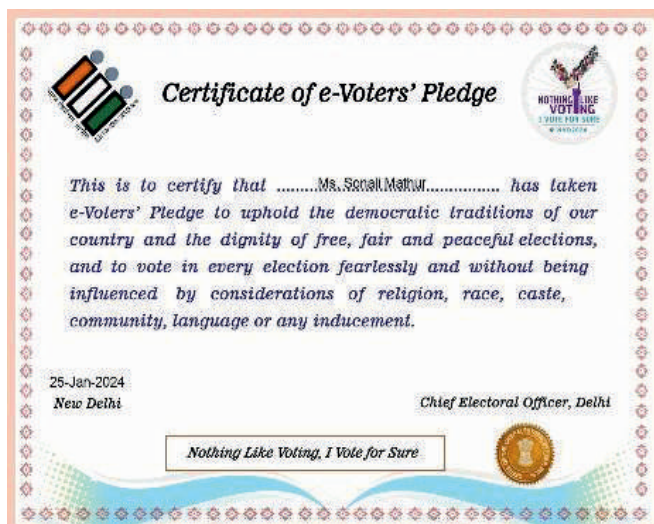 Certificate of e-Voters' Pledge
NOTHING LIKE
VOTING
I VOTE FOR SURE
This is to certify that .........Ms. Sonali Mathur................ has taken
e-Voters' Pledge to uphold the democratic traditions of our
country and the dignity of free, fair and peaceful elections,
and to vote in every election fearlessly and without being
influenced by considerations of religion, race, caste,
community, language or any inducement.
25-Jan-2024
New Delhi
Chief Electoral Officer, Delhi
Nothing Like Voting, I Vote for Sure